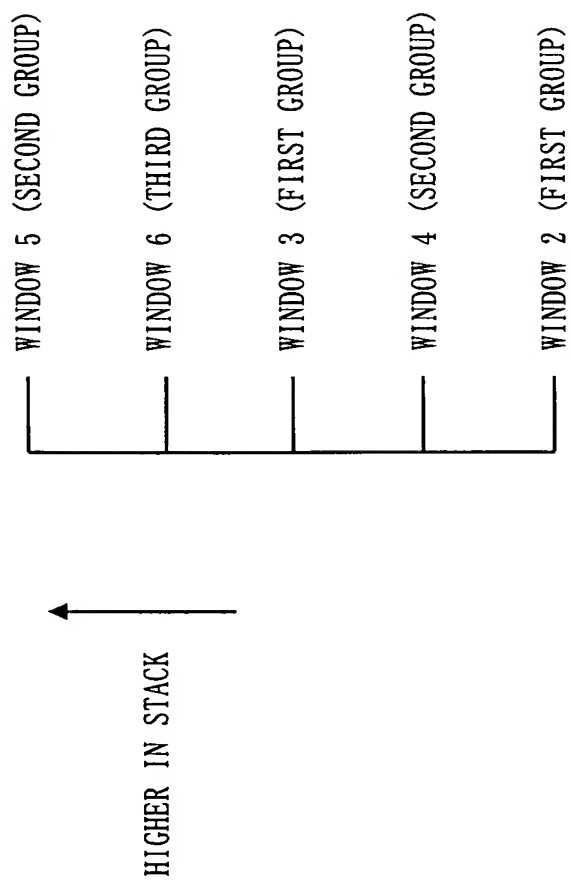 HIGHER IN STACK
WINDOW 5 (SECOND GROUP)
WINDOW 6 (THIRD GROUP)
WINDOW 3 (FIRST GROUP)
WINDOW 4 (SECOND GROUP)
WINDOW 2 (FIRST GROUP)